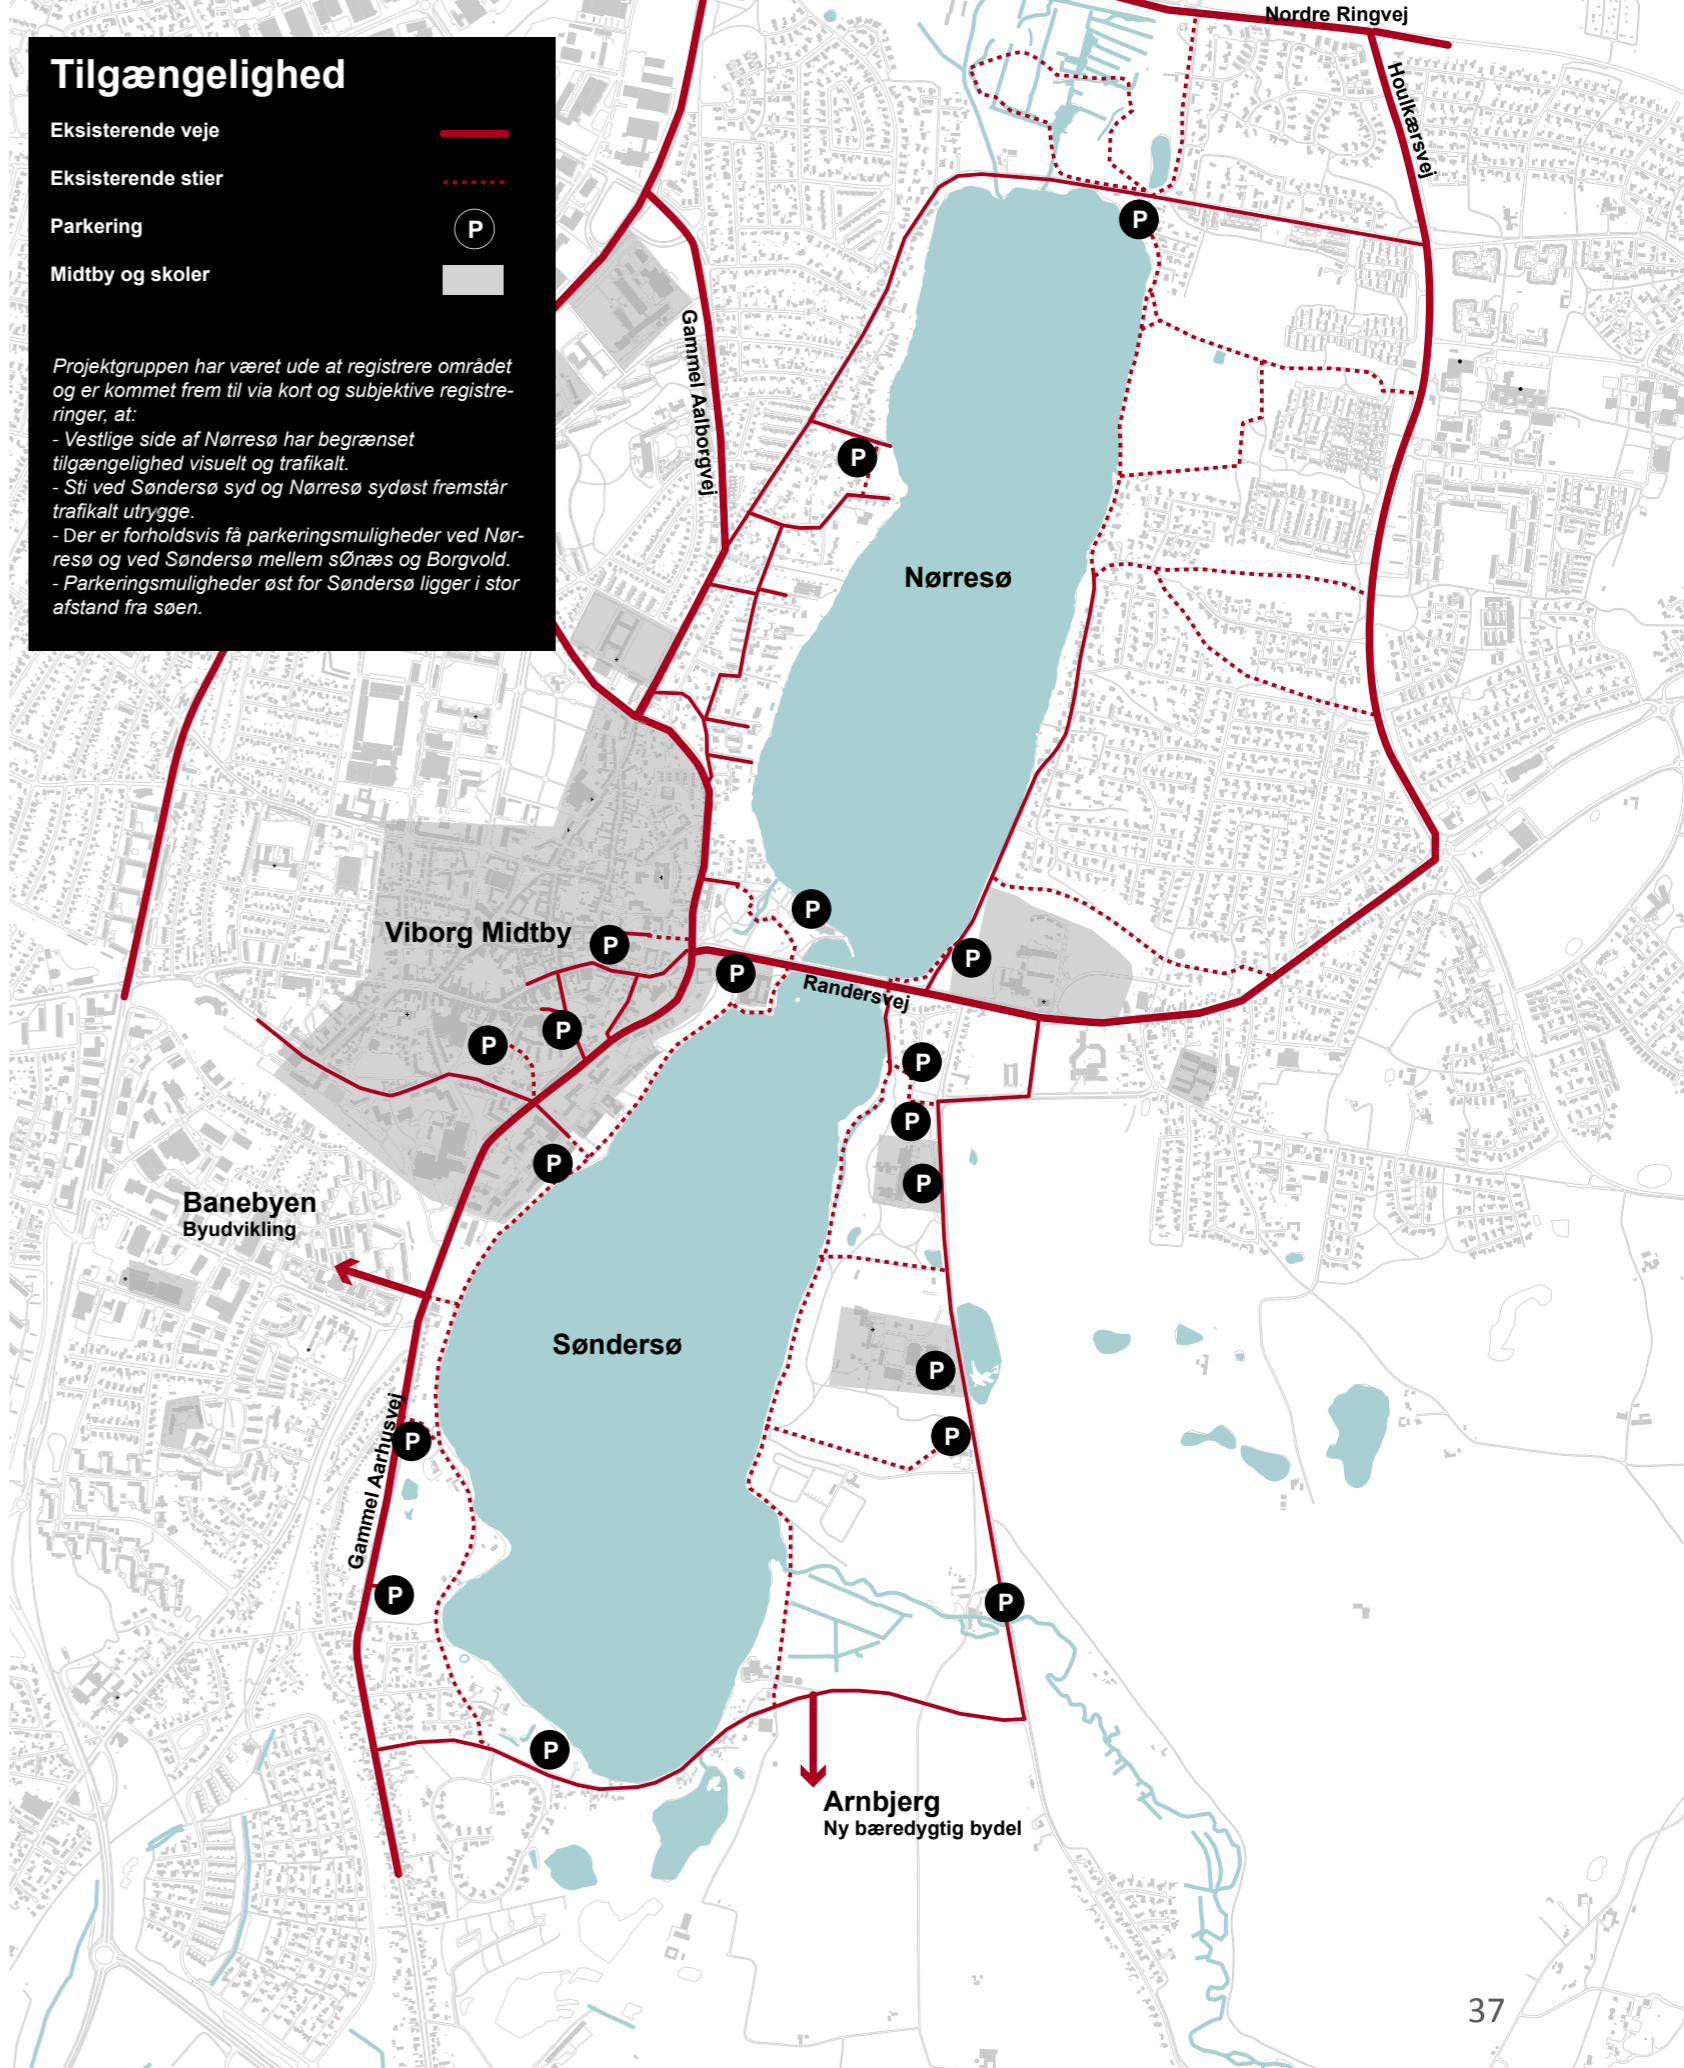 Tilgængelighed
Eksisterende veje
Eksisterende stier
Parkering
P
Midtby og skoler
Projektgruppen har været ude at registrere området
og er kommet frem til via kort og subjektive registre-
ringer, at:
- Vestlige side af Nørresø har begrænset
tilgængelighed visuelt og trafikalt.
- Sti ved Søndersø syd og Nørresø sydøst fremstår
trafikalt utrygge.
- Der er forholdsvis få parkeringsmuligheder ved Nør-
resø og ved Søndersø mellem sØnæs og Borgvold.
- Parkeringsmuligheder øst for Søndersø ligger i stor
afstand fra søen.
Nordre Ringvej
Houlkærsvej
P
Gammel Aalborgvej
P
Nørresø
P
Viborg Midtby
P
P
P
Randersvej
P
P
P
P
P
P
Banebyen
Byudvikling
Søndersø
P
P
P
Gammel Aarhusvej
P
P
P
P
Arnbjerg
Ny bæredygtig bydel
37